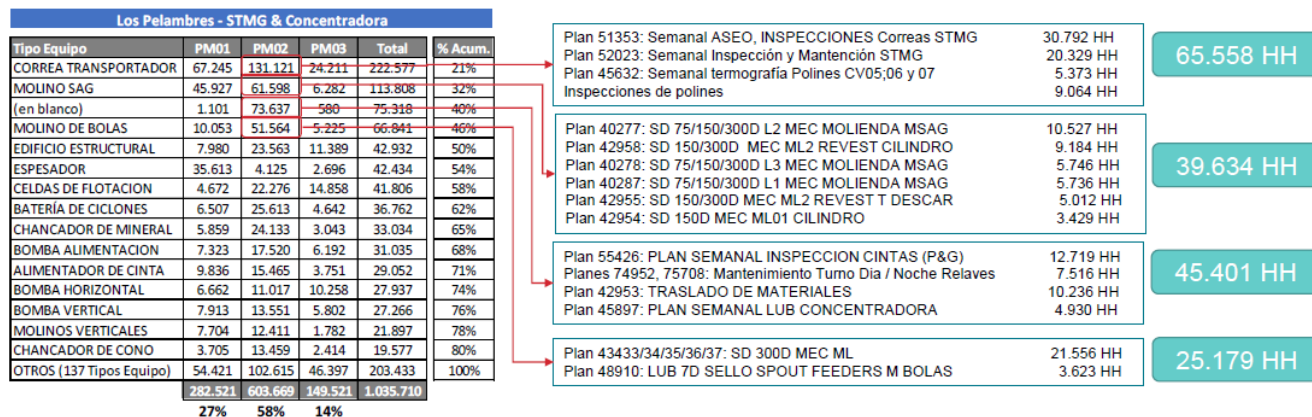 Los Pelambres - STMG & Concentradora
Tipo Equipo PM01 PM02 PM03 Total % Acum.
CORREA TRANSPORTADOR 67.245 131.121 24.211 222.577 21%
MOLINO SAG 45.927 61.598 6.282 113.808 32%
(en blanco) 1.101 73.637 580 75.318 40%
MOLINO DE BOLAS 10.053 51.564 5.225 66.841 46%
EDIFICIO ESTRUCTURAL 7.980 23.563 11.389 42.932 50%
ESPESADOR 35.613 4.125 2.696 42.434 54%
CELDAS DE FLOTACION 4.672 22.276 14.858 41.806 58%
BATERÍA DE CICLONES 6.507 25.613 4.642 36.762 62%
CHANCADOR DE MINERAL 5.859 24.133 3.043 33.034 65%
BOMBA ALIMENTACION 7.323 17.520 6.192 31.035 68%
ALIMENTADOR DE CINTA 9.836 15.465 3.751 29.052 71%
BOMBA HORIZONTAL 6.662 11.017 10.258 27.937 74%
BOMBA VERTICAL 7.913 13.551 5.802 27.266 76%
MOLINOS VERTICALES 7.704 12.411 1.782 21.897 78%
CHANCADOR DE CONO 3.705 13.459 2.414 19.577 80%
OTROS (137 Tipos Equipo) 54.421 102.615 46.397 203.433 100%
282.521 603.669 149.521 1.035.710
27% 58% 14%
Plan 51353: Semanal ASEO, INSPECCIONES Correas STMG 30.792 HH
Plan 52023: Semanal Inspección y Mantención STMG 20.329 HH
Plan 45632: Semanal termografía Polines CV05;06 y 07 5.373 HH
Inspecciones de polines 9.064 HH
65.558 HH
Plan 40277: SD 75/150/300D L2 MEC MOLIENDA MSAG 10.527 HH
Plan 42958: SD 150/300D MEC ML2 REVEST CILINDRO 9.184 HH
Plan 40278: SD 75/150/300D L3 MEC MOLIENDA MSAG 5.746 HH
Plan 40287: SD 75/150/300D L1 MEC MOLIENDA MSAG 5.736 HH
Plan 42955: SD 150/300D MEC ML2 REVEST T DESCAR 5.012 HH
Plan 42954: SD 150D MEC ML01 CILINDRO 3.429 HH
39.634 HH
Plan 55426: PLAN SEMANAL INSPECCION CINTAS (P&G) 12.719 HH
Planes 74952, 75708: Mantenimiento Turno Dia / Noche Relaves 7.516 HH
Plan 42953: TRASLADO DE MATERIALES 10.236 HH
Plan 45897: PLAN SEMANAL LUB CONCENTRADORA 4.930 HH
45.401 HH
Plan 43433/34/35/36/37: SD 300D MEC ML 21.556 HH
Plan 48910: LUB 7D SELLO SPOUT FEEDERS M BOLAS 3.623 HH
25.179 HH